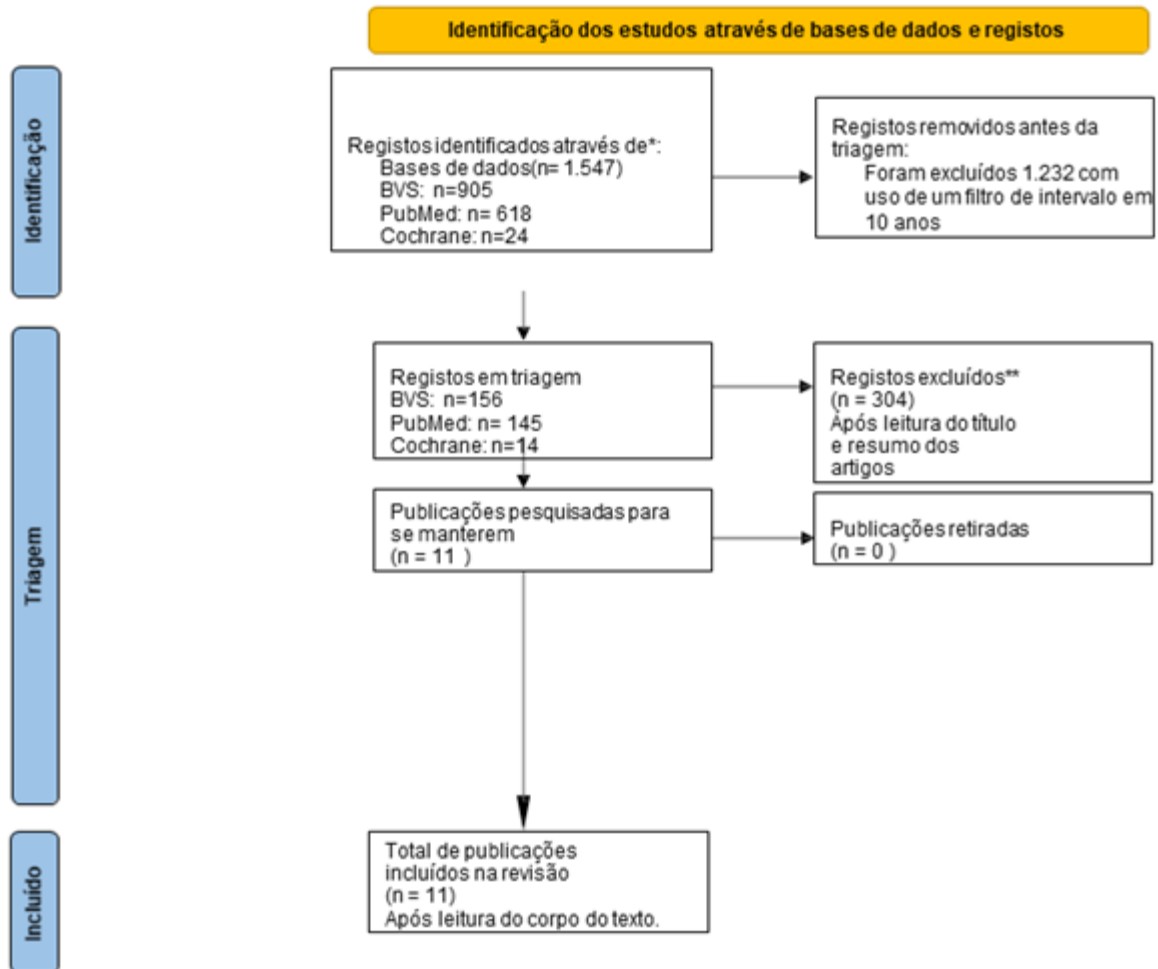 Identificação dos estudos através de bases de dados e registos
Identificação
Registos identificados através de*:
Bases de dados(n= 1.547)
BVS: n=905
PubMed: n= 618
Cochrane: n=24
Registos removidos antes da
triagem:
Foram excluídos 1.232 com
uso de um filtro de intervalo em
10 anos
Triagem
Registos em triagem
BVS: n=156
PubMed: n= 145
Cochrane: n=14
Registos excluídos**
(n = 304)
Após leitura do título
e resumo dos
artigos
Publicações pesquisadas para
se manterem
(n = 11 )
Publicações retiradas
(n = 0 )
Incluído
Total de publicações
incluídos na revisão
(n = 11)
Após leitura do corpo do texto.